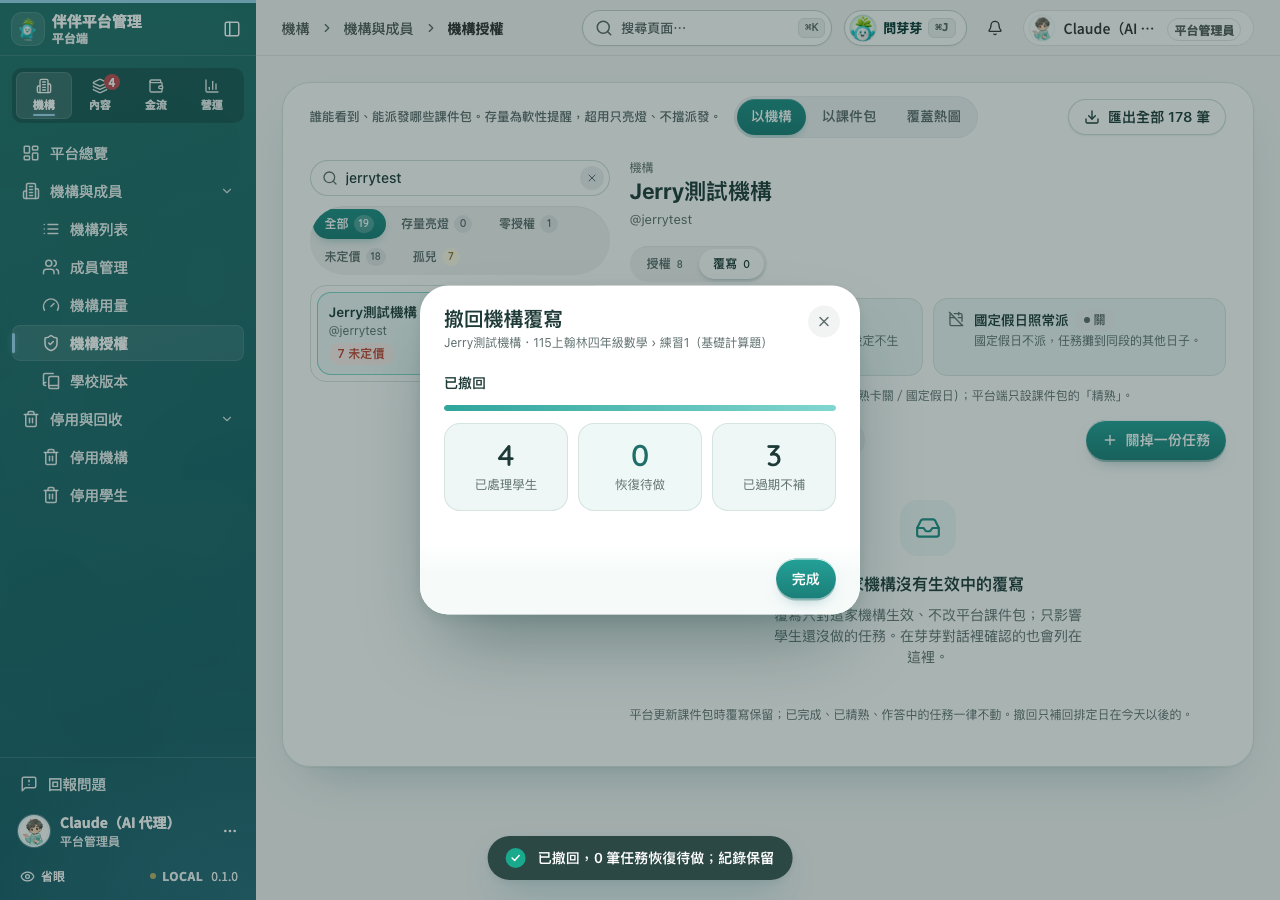 伴伴平台管理
平台端
機構
內容
4
金流
營運
平台總覽
機構與成員
機構列表
成員管理
機構用量
機構授權
學校版本
停用與回收
停用機構
停用學生
回報問題
Claude（AI 代理）
平台管理員
省眼
LOCAL 0.1.0
機構 > 機構與成員 > 機構授權
搜尋頁面… ⌘K
問芽芽 ⌘J
Claude（AI … 平台管理員
誰能看到、能派發哪些課件包。存量為軟性提醒，超用只亮燈、不擋派發。
以機構 以課件包 覆蓋熱圖
匯出全部 178 筆
jerrytest
全部 19 存量亮燈 0 零授權 1
未定價 18 孤兒 7
Jerry測試機構
@jerrytest
7 未定價
機構
Jerry測試機構
@jerrytest
授權 8 覆寫 0
定不生
國定假日照常派 關
國定假日不派，任務攤到同段的其他日子。
熟卡關 / 國定假日)；平台端只設課件包的「精熟」。
關掉一份任務
機構沒有生效中的覆寫
覆寫只對這家機構生效、不改平台課件包；只影響
學生還沒做的任務。在芽芽對話裡確認的也會列在
這裡。
平台更新課件包時覆寫保留；已完成、已精熟、作答中的任務一律不動。撤回只補回排定日在今天以後的。
撤回機構覆寫
Jerry測試機構・115上翰林四年級數學 › 練習1（基礎計算題）
已撤回
4
已處理學生
0
恢復待做
3
已過期不補
完成
已撤回，0 筆任務恢復待做；紀錄保留